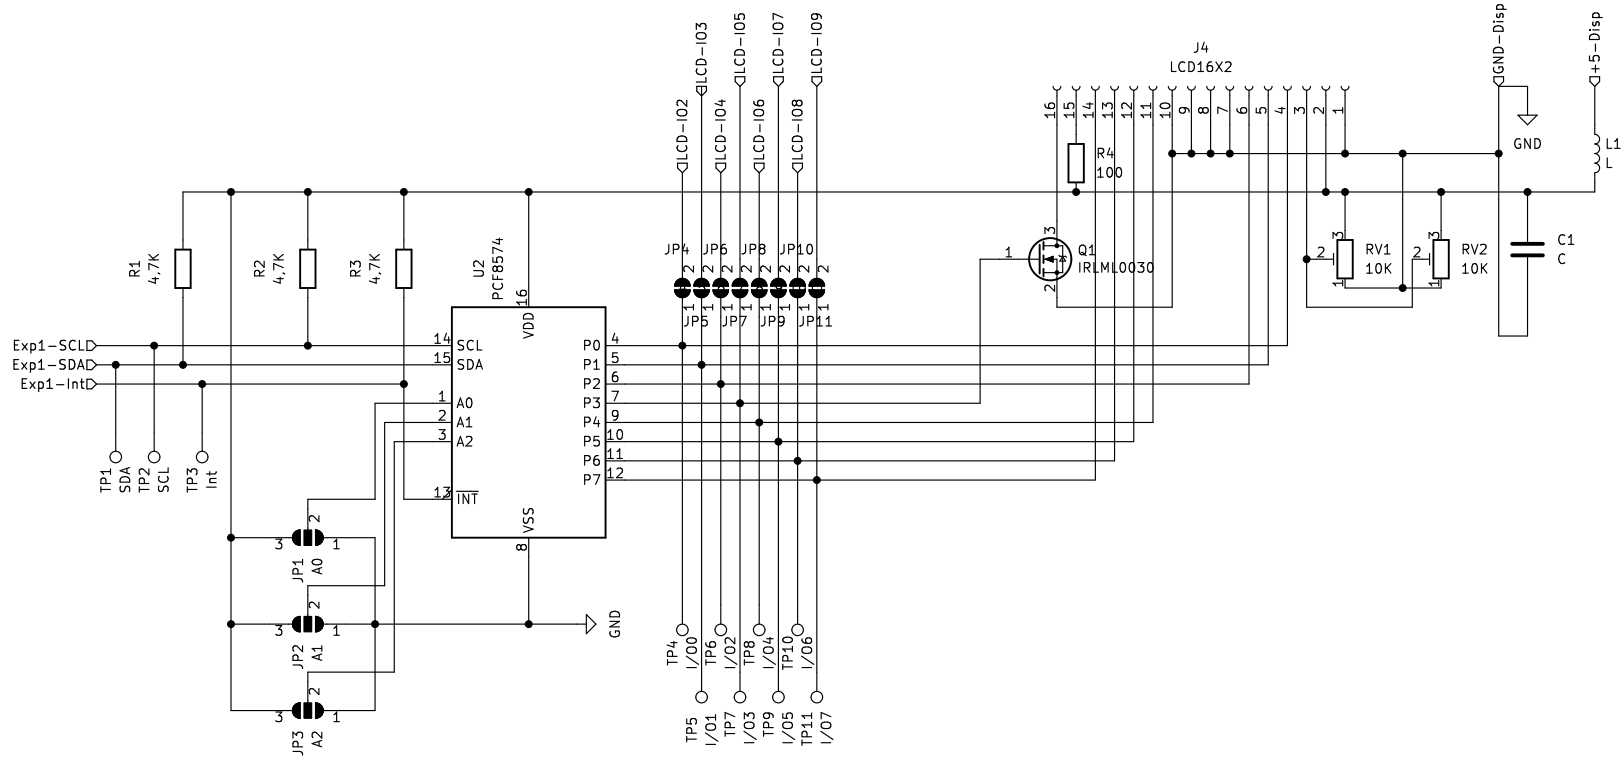 LCD-IO3
LCD-IO5
LCD-IO7
LCD-IO9
LCD-IO2
LCD-IO4
LCD-IO6
LCD-IO8
J4
LCD16X2
16
15
14
13
12
11
10
9
8
7
6
5
4
3
2
1
GND-Disp
GND
+5-Disp
L1
L
R4
100
R1
4,7K
R2
4,7K
R3
4,7K
U2
PCF8574
JP4
JP6
JP8
JP10
2
2
2
2
2
2
2
2
1
1
1
1
1
1
1
1
JP5
JP7
JP9
JP11
3
1
2
Q1
IRLML0030
3
2
1
RV1
10K
3
2
1
RV2
10K
C1
C
Exp1-SCL
Exp1-SDA
Exp1-Int
16
VDD
14 SCL
15 SDA
1 A0
2 A1
3 A2
13 INT
P0 4
P1 5
P2 6
P3 7
P4 9
P5 10
P6 11
P7 12
VSS
8
GND
TP1
SDA
TP2
SCL
TP3
Int
2
3
1
JP1
A0
2
3
1
JP2
A1
2
3
1
JP3
A2
TP4
I/O0
TP6
I/O2
TP8
I/O4
TP10
I/O6
TP5
I/O1
TP7
I/O3
TP9
I/O5
TP11
I/O7